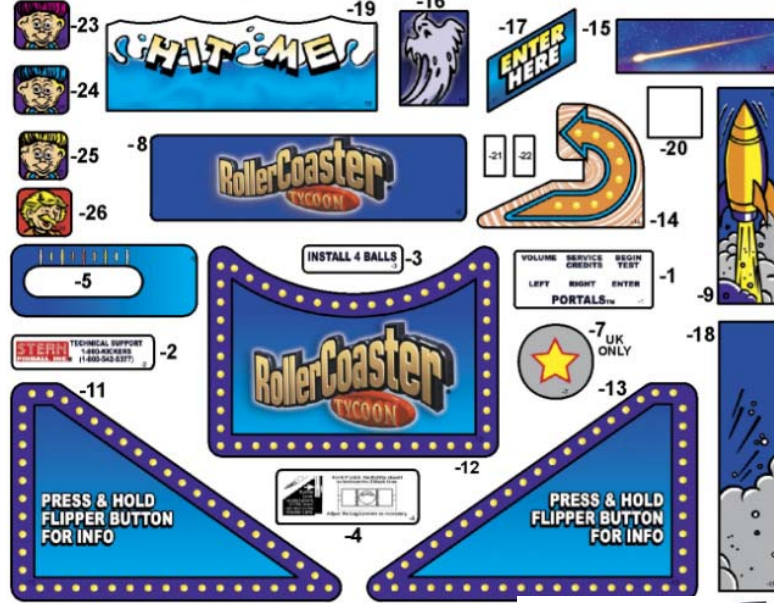 -23
-19
-16
HIT ME
-17
ENTER
HERE
-15
-24
-8
RollerCoaster
TYCOON
-21
-22
-20
-25
-26
-14
-5
INSTALL 4 BALLS
-3
-3
VOLUME SERVICE CREDITS BEGIN TEST
LEFT RIGHT ENTER
PORTALS™
-1
-9
STERN
PINBALL, INC.
TECHNICAL SUPPORT
1-800-KICKERS
(1-800-542-5377)
-2
RollerCoaster
TYCOON
-7 UK
ONLY
-18
-11
-13
-12
PRESS & HOLD
FLIPPER BUTTON
FOR INFO
-4
PRESS & HOLD
FLIPPER BUTTON
FOR INFO